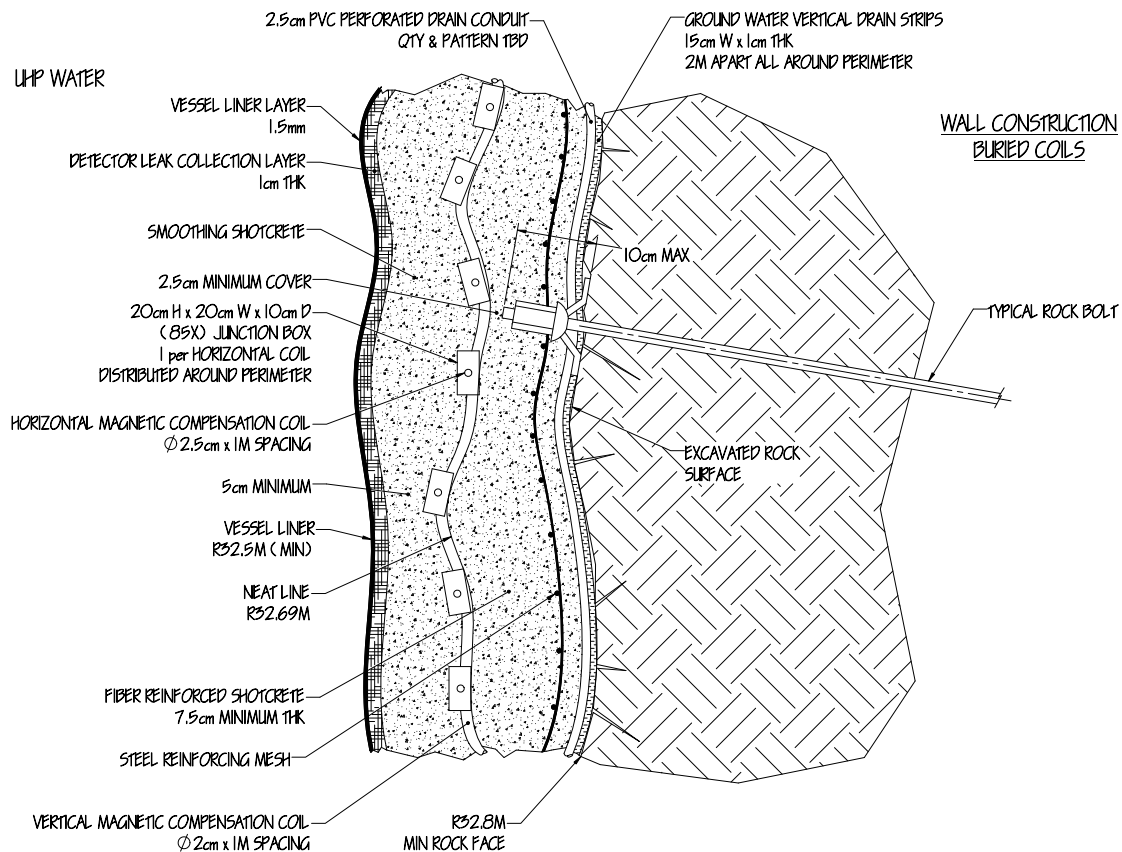 2.5cm PVC PERFORATED DRAIN CONDUIT
QTY & PATTERN TBD
GROUND WATER VERTICAL DRAIN STRIPS
15cm W x 1cm THK
2M APART ALL AROUND PERIMETER
UHP WATER
VESSEL LINER LAYER
1.5mm
WALL CONSTRUCTION
BURIED COILS
DETECTOR LEAK COLLECTION LAYER
1cm THK
SMOOTHING SHOTCRETE
10cm MAX
2.5cm MINIMUM COVER
20cm H x 20cm W x 10cm D
(85X) JUNCTION BOX
1 per HORIZONTAL COIL
DISTRIBUTED AROUND PERIMETER
TYPICAL ROCK BOLT
HORIZONTAL MAGNETIC COMPENSATION COIL
∅2.5cm x 1M SPACING
EXCAVATED ROCK
SURFACE
5cm MINIMUM
VESSEL LINER
R32.5M (MIN)
NEAT LINE
R32.69M
FIBER REINFORCED SHOTCRETE
7.5cm MINIMUM THK
STEEL REINFORCING MESH
VERTICAL MAGNETIC COMPENSATION COIL
∅2cm x 1M SPACING
R32.8M
MIN ROCK FACE